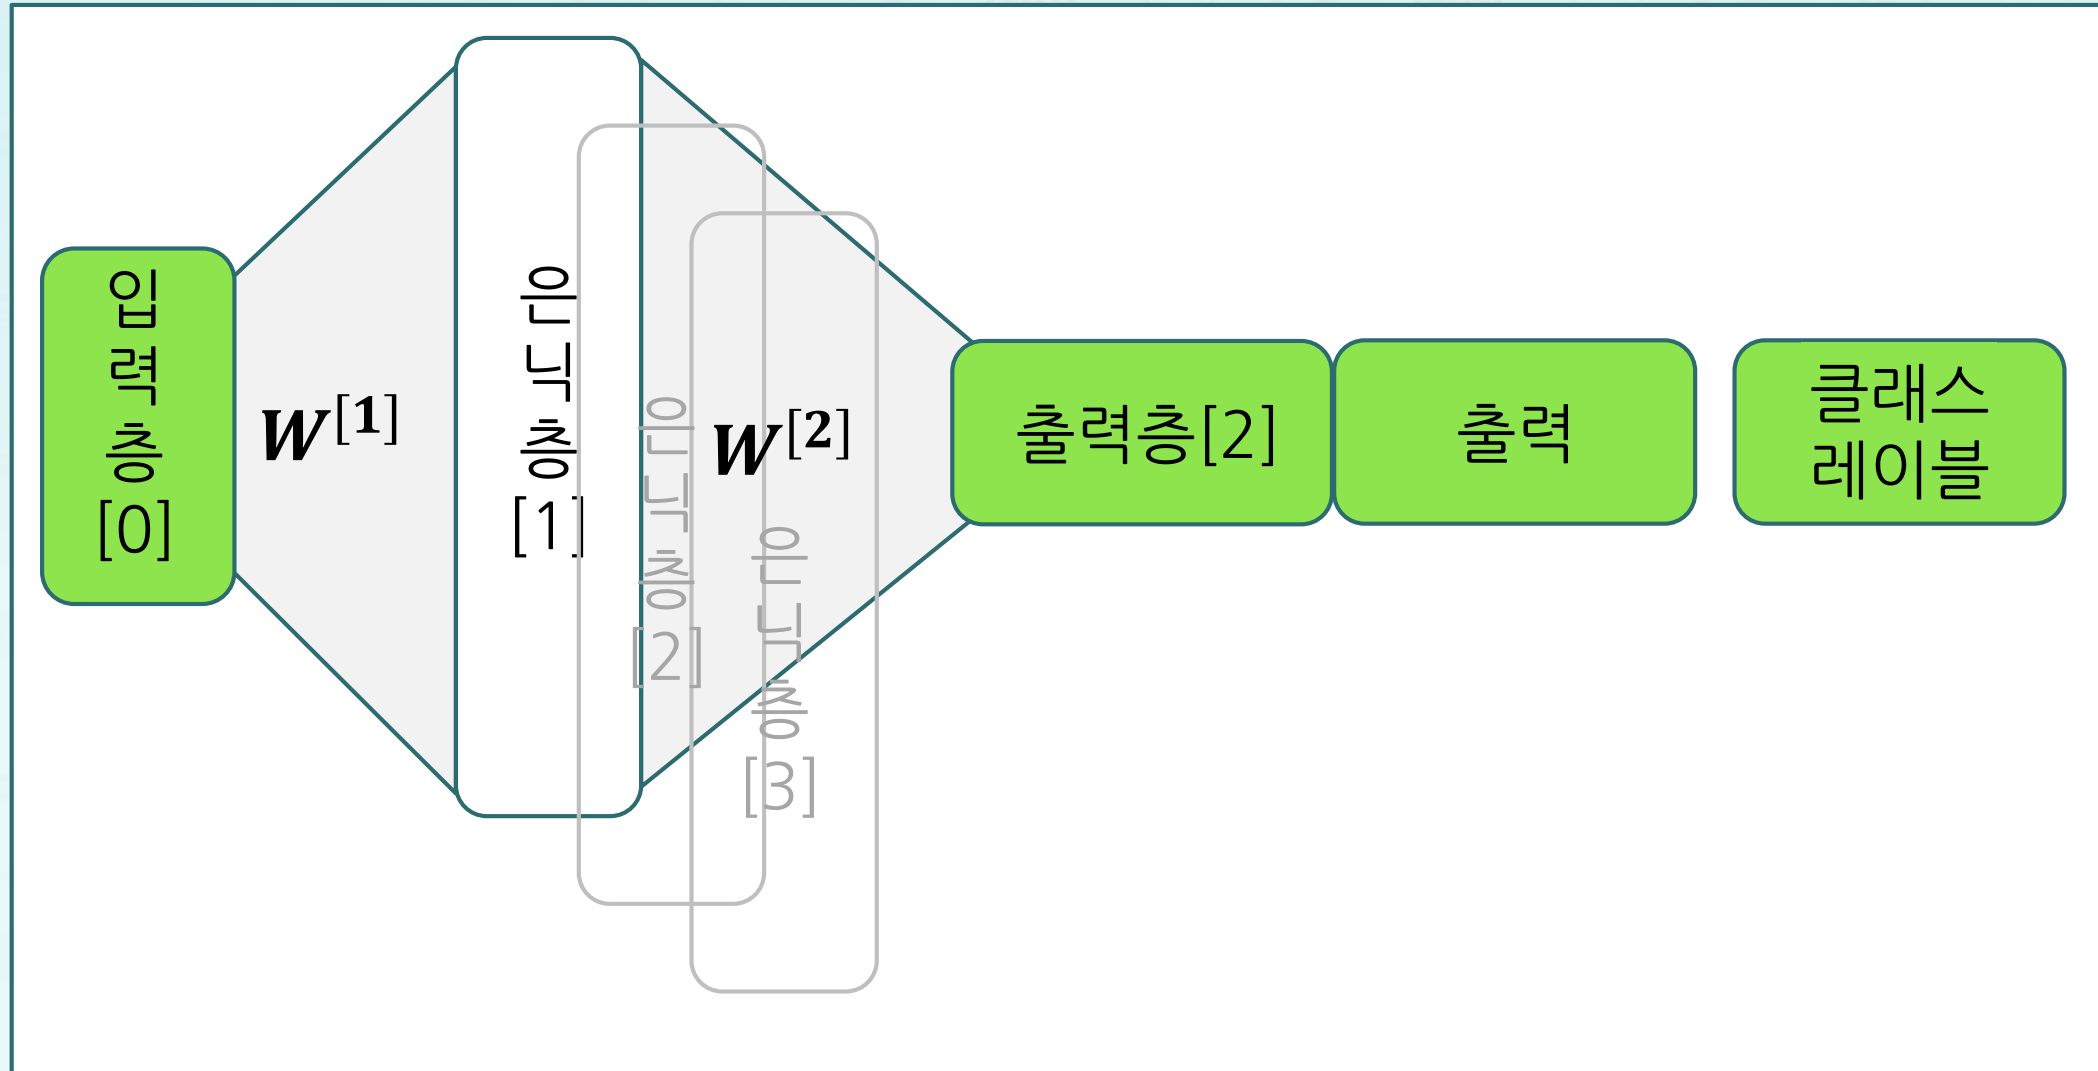 입
력
층
[0]
W^[1]
은
닉
층
[1]
은
닉
층
[2]
W^[2]
은
닉
층
[3]
출력층[2]
출력
클래스
레이블